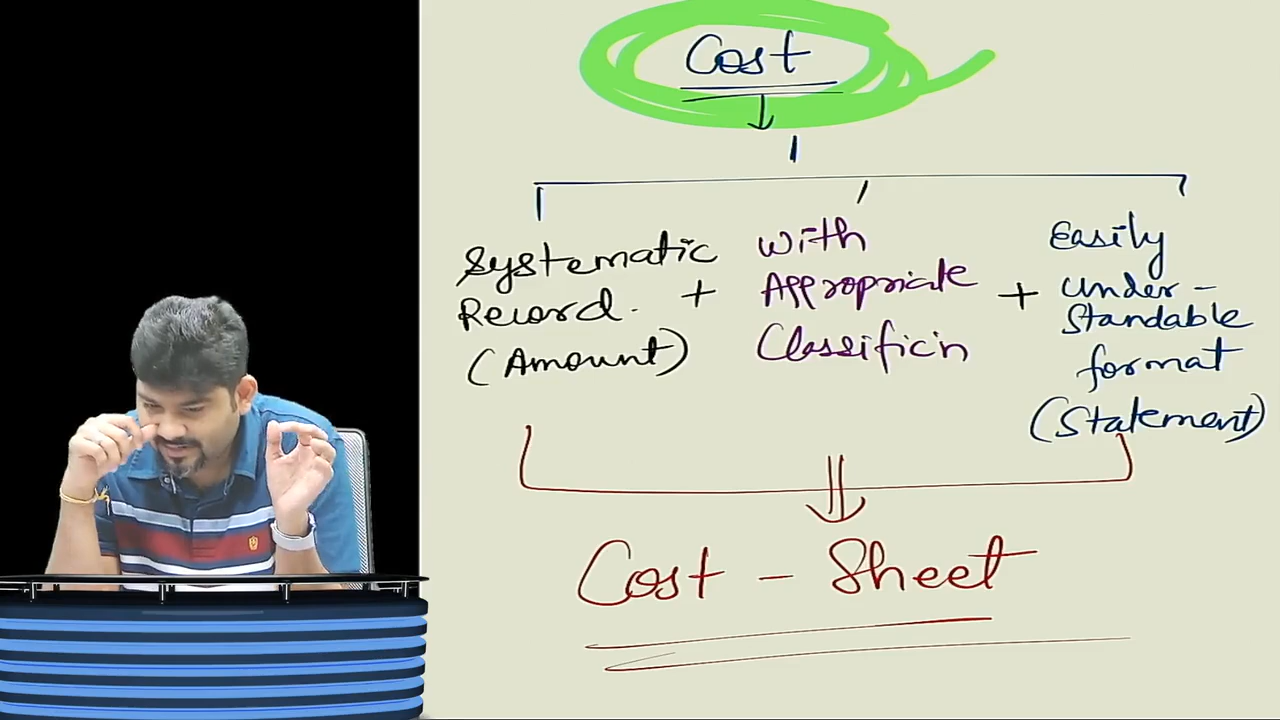 Cost
Systematic
Record.
(Amount)
+
With
Appropriate
Classific'n
+
Easily
Under-
Standable
format
(Statement)
Cost - Sheet